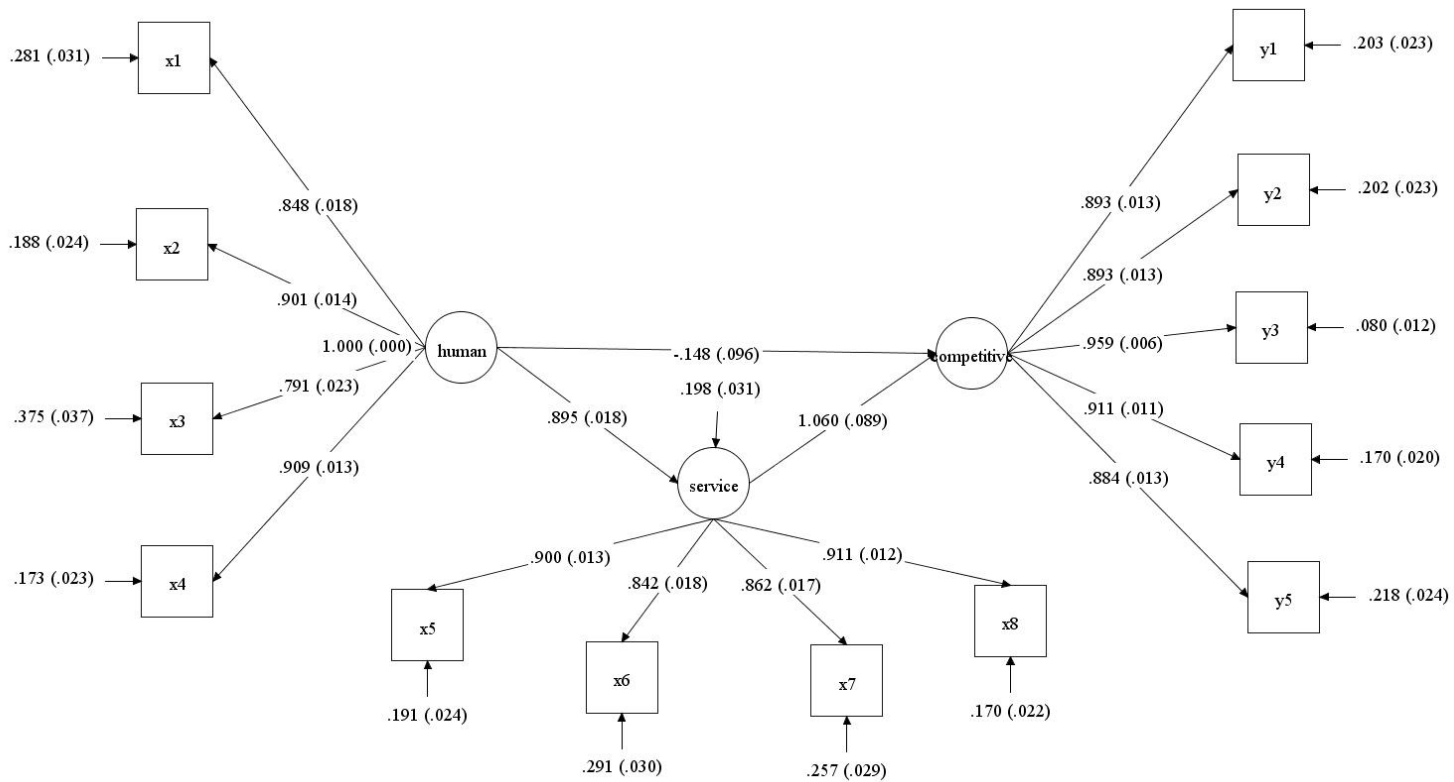 .281 (.031)
x1
y1
.203 (.023)
.848 (.018)
.893 (.013)
y2
.202 (.023)
.188 (.024)
x2
.901 (.014)
.893 (.013)
1.000 (.000)
human
-.148 (.096)
competitive
.959 (.006)
y3
.080 (.012)
.375 (.037)
x3
.791 (.023)
.198 (.031)
.895 (.018)
1.060 (.089)
.911 (.011)
.909 (.013)
service
.884 (.013)
y4
.170 (.020)
.173 (.023)
x4
.900 (.013)
.842 (.018)
.862 (.017)
.911 (.012)
y5
.218 (.024)
x5
x6
x7
x8
.191 (.024)
.291 (.030)
.257 (.029)
.170 (.022)